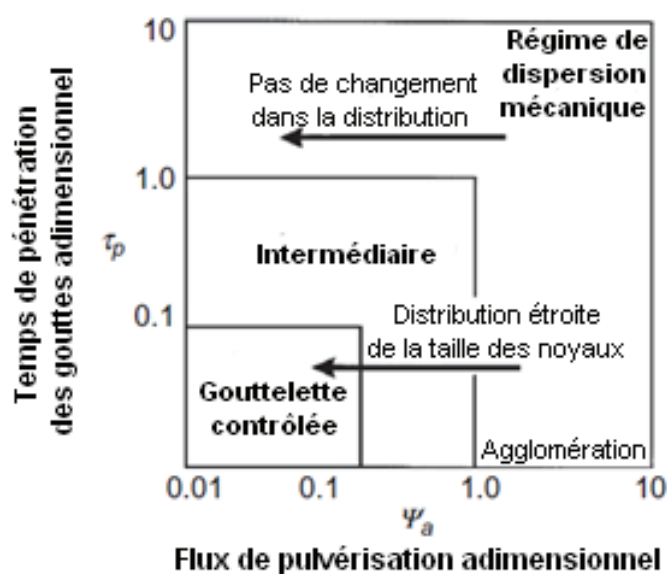 10
Régime de
dispersion
mécanique
Pas de changement
dans la distribution
Temps de pénétration
des gouttes adimensionnel
1.0
τp
Intermédiaire
0.1
Distribution étroite
de la taille des noyaux
Gouttelette
contrôlée
Agglomération
0.01 0.1 1.0 10
Ψa
Flux de pulvérisation adimensionnel